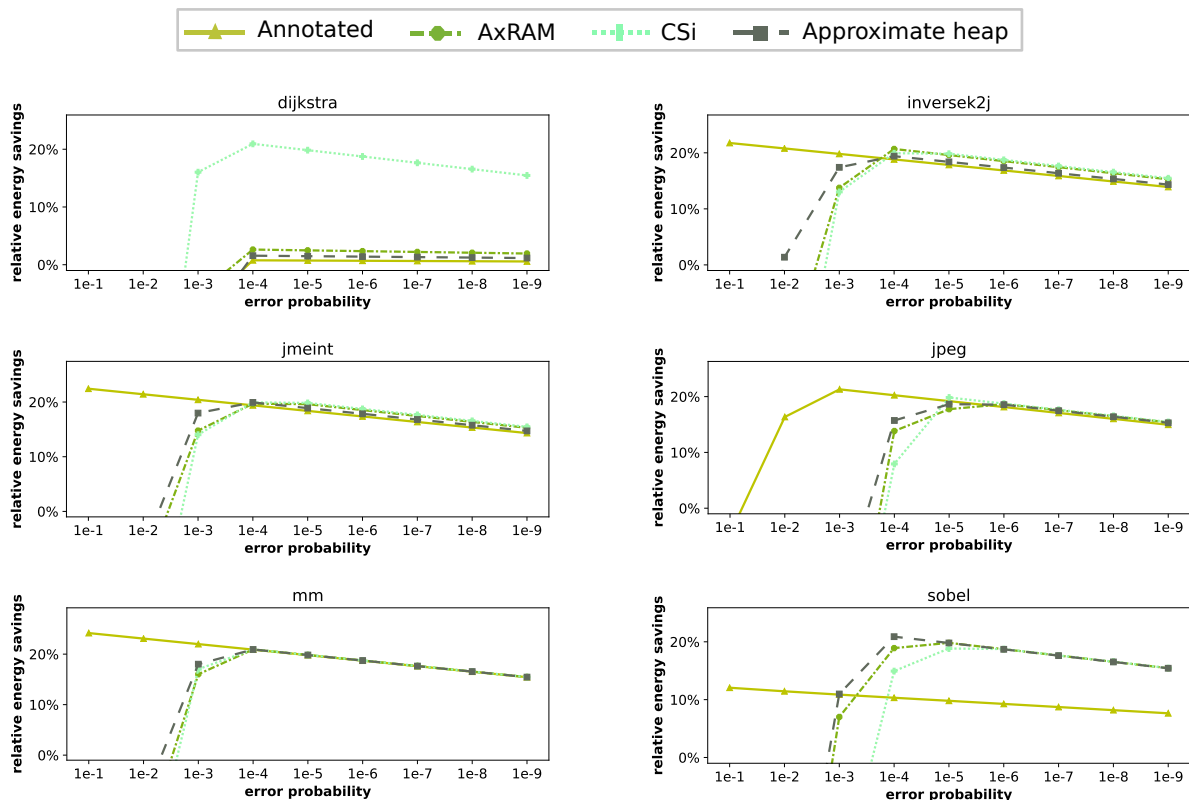 Annotated AxRAM CSi Approximate heap
dijkstra
relative energy savings
20%
10%
0%
1e-1 1e-2 1e-3 1e-4 1e-5 1e-6 1e-7 1e-8 1e-9
error probability
inversek2j
relative energy savings
20%
10%
0%
1e-1 1e-2 1e-3 1e-4 1e-5 1e-6 1e-7 1e-8 1e-9
error probability
jmeint
relative energy savings
20%
10%
0%
1e-1 1e-2 1e-3 1e-4 1e-5 1e-6 1e-7 1e-8 1e-9
error probability
jpeg
relative energy savings
20%
10%
0%
1e-1 1e-2 1e-3 1e-4 1e-5 1e-6 1e-7 1e-8 1e-9
error probability
mm
relative energy savings
20%
10%
0%
1e-1 1e-2 1e-3 1e-4 1e-5 1e-6 1e-7 1e-8 1e-9
error probability
sobel
relative energy savings
20%
10%
0%
1e-1 1e-2 1e-3 1e-4 1e-5 1e-6 1e-7 1e-8 1e-9
error probability